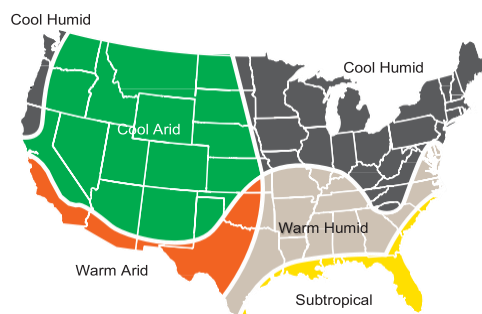 Cool Humid
Cool Humid
Cool Arid
Warm Humid
Warm Arid
Subtropical